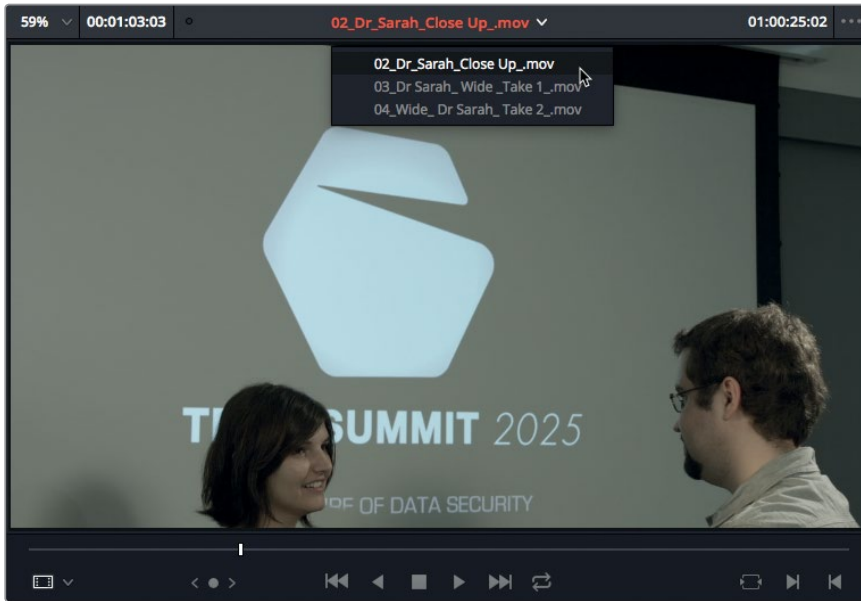 59% 00:01:03:03 02_Dr_Sarah_Close Up_.mov 01:00:25:02
02_Dr_Sarah_Close Up_.mov
03_Dr Sarah_ Wide _Take 1_.mov
04_Wide_ Dr Sarah_ Take 2_.mov
SUMMIT 2025
OF DATA SECURITY